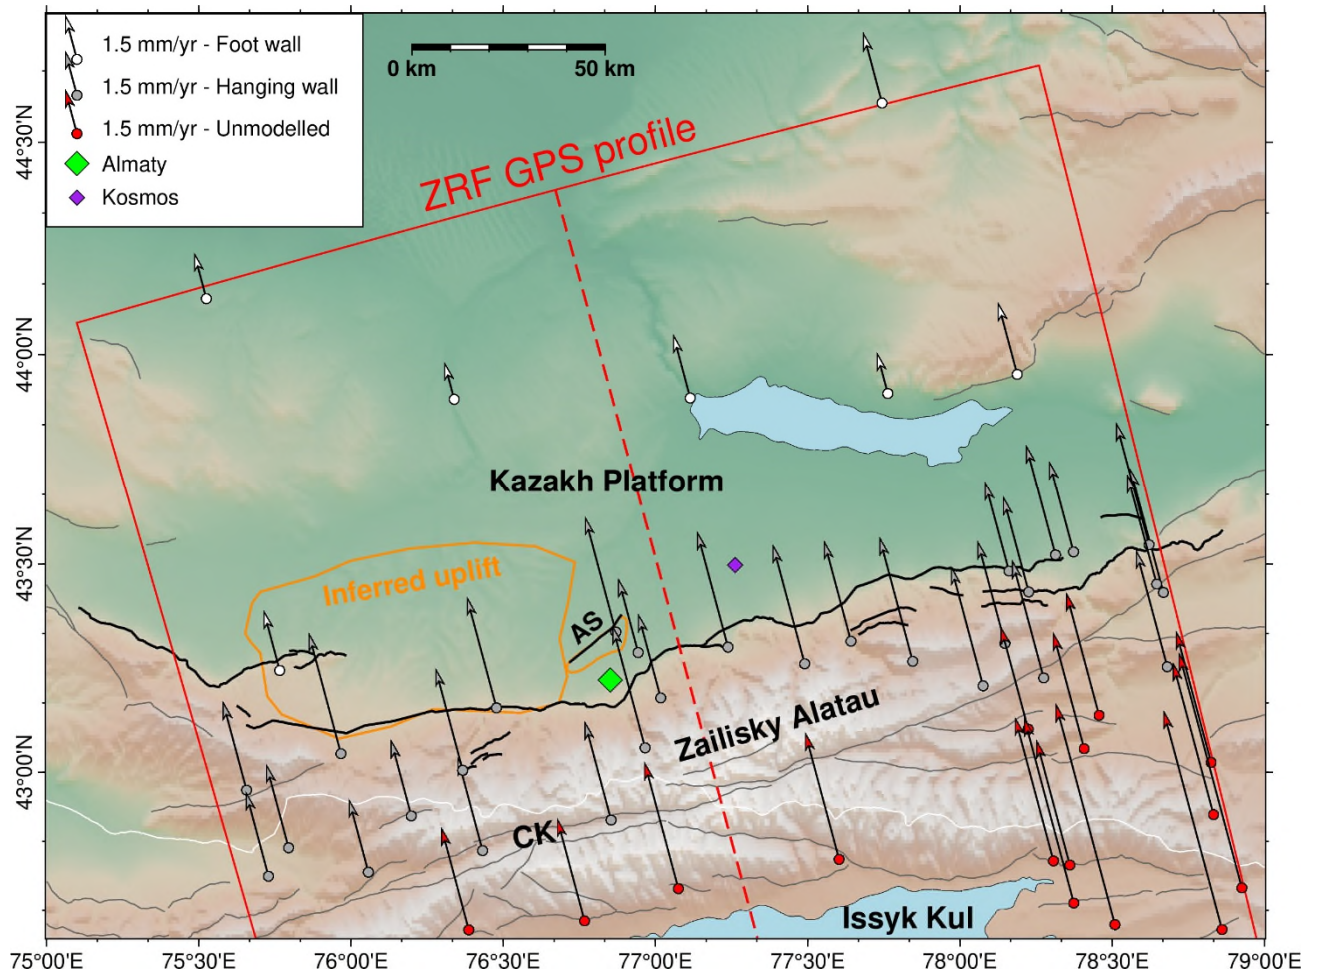 1.5 mm/yr - Foot wall
1.5 mm/yr - Hanging wall
1.5 mm/yr - Unmodelled
Almaty
Kosmos
0 km
50 km
ZRF GPS profile
Kazakh Platform
Inferred uplift
AS
Zailisky Alatau
CK
Issyk Kul
44°30'N
44°00'N
43°30'N
43°00'N
75°00'E
75°30'E
76°00'E
76°30'E
77°00'E
77°30'E
78°00'E
78°30'E
79°00'E